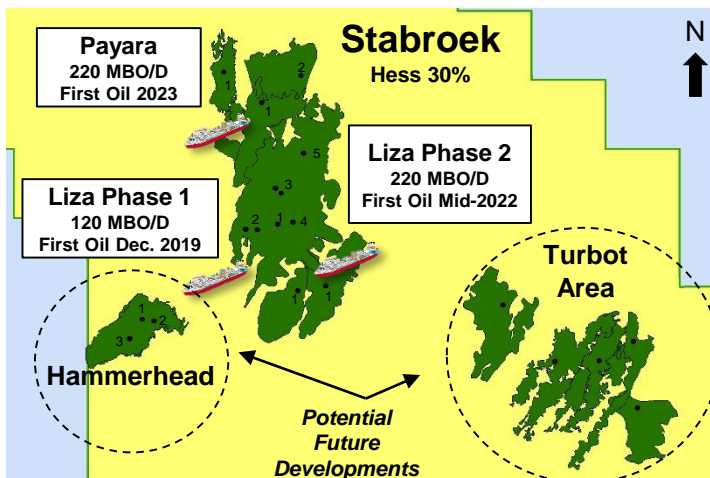 Payara
220 MBO/D
First Oil 2023
Stabroek
Hess 30%
N
Liza Phase 2
220 MBO/D
First Oil Mid-2022
Liza Phase 1
120 MBO/D
First Oil Dec. 2019
1
2
1
5
3
2
1
4
1
1
Turbot
Area
1
2
3
Hammerhead
Potential
Future
Developments